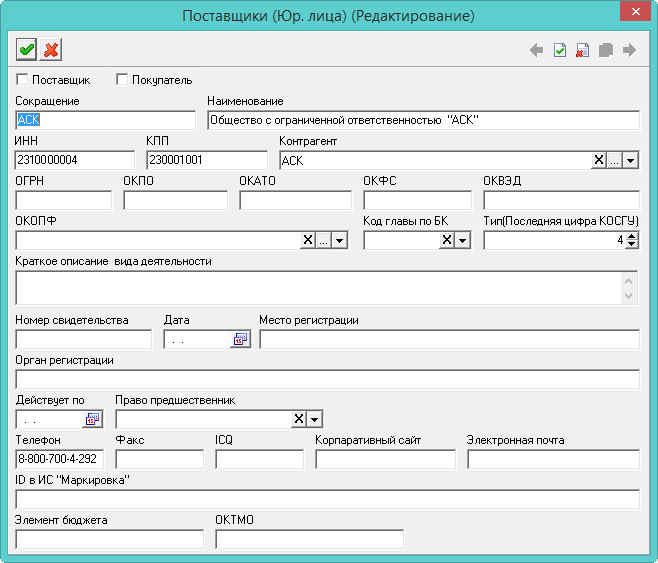 Поставщики (Юр. лица) (Редактирование)
Поставщик Покупатель
Сокращение Наименование
АСК Общество с ограниченной ответственностью "АСК"
ИНН КПП Контрагент
2310000004 230001001 АСК
ОГРН ОКПО ОКАТО ОКФС ОКВЭД
ОКОПФ Код главы по БК Тип(Последняя цифра КОСГУ)
4
Краткое описание вида деятельности
Номер свидетельства Дата Место регистрации
. .
Орган регистрации
Действует по Право предшественник
. .
Телефон Факс ICQ Корпаративный сайт Электронная почта
8-800-700-4-292
ID в ИС "Маркировка"
Элемент бюджета ОКТМО